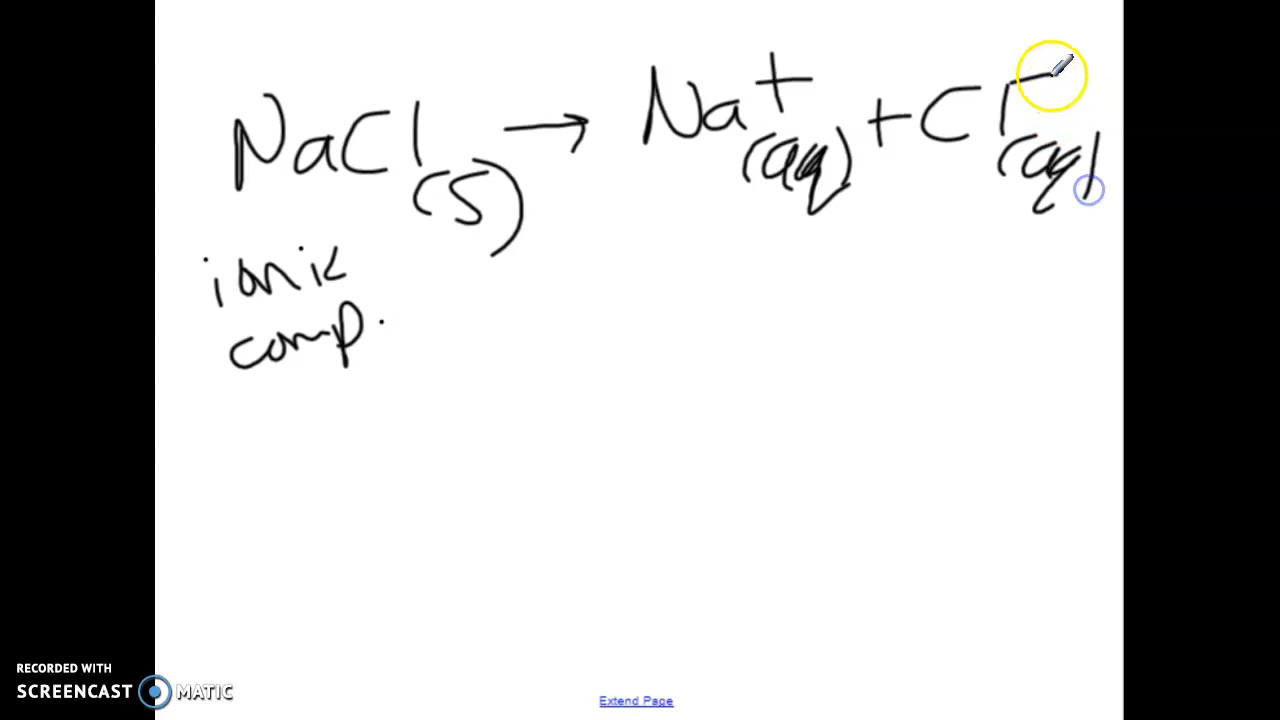 NaCl(s) → Na+(aq) + Cl-(aq)
ionic
comp.
RECORDED WITH
SCREENCAST MATIC
Extend Page